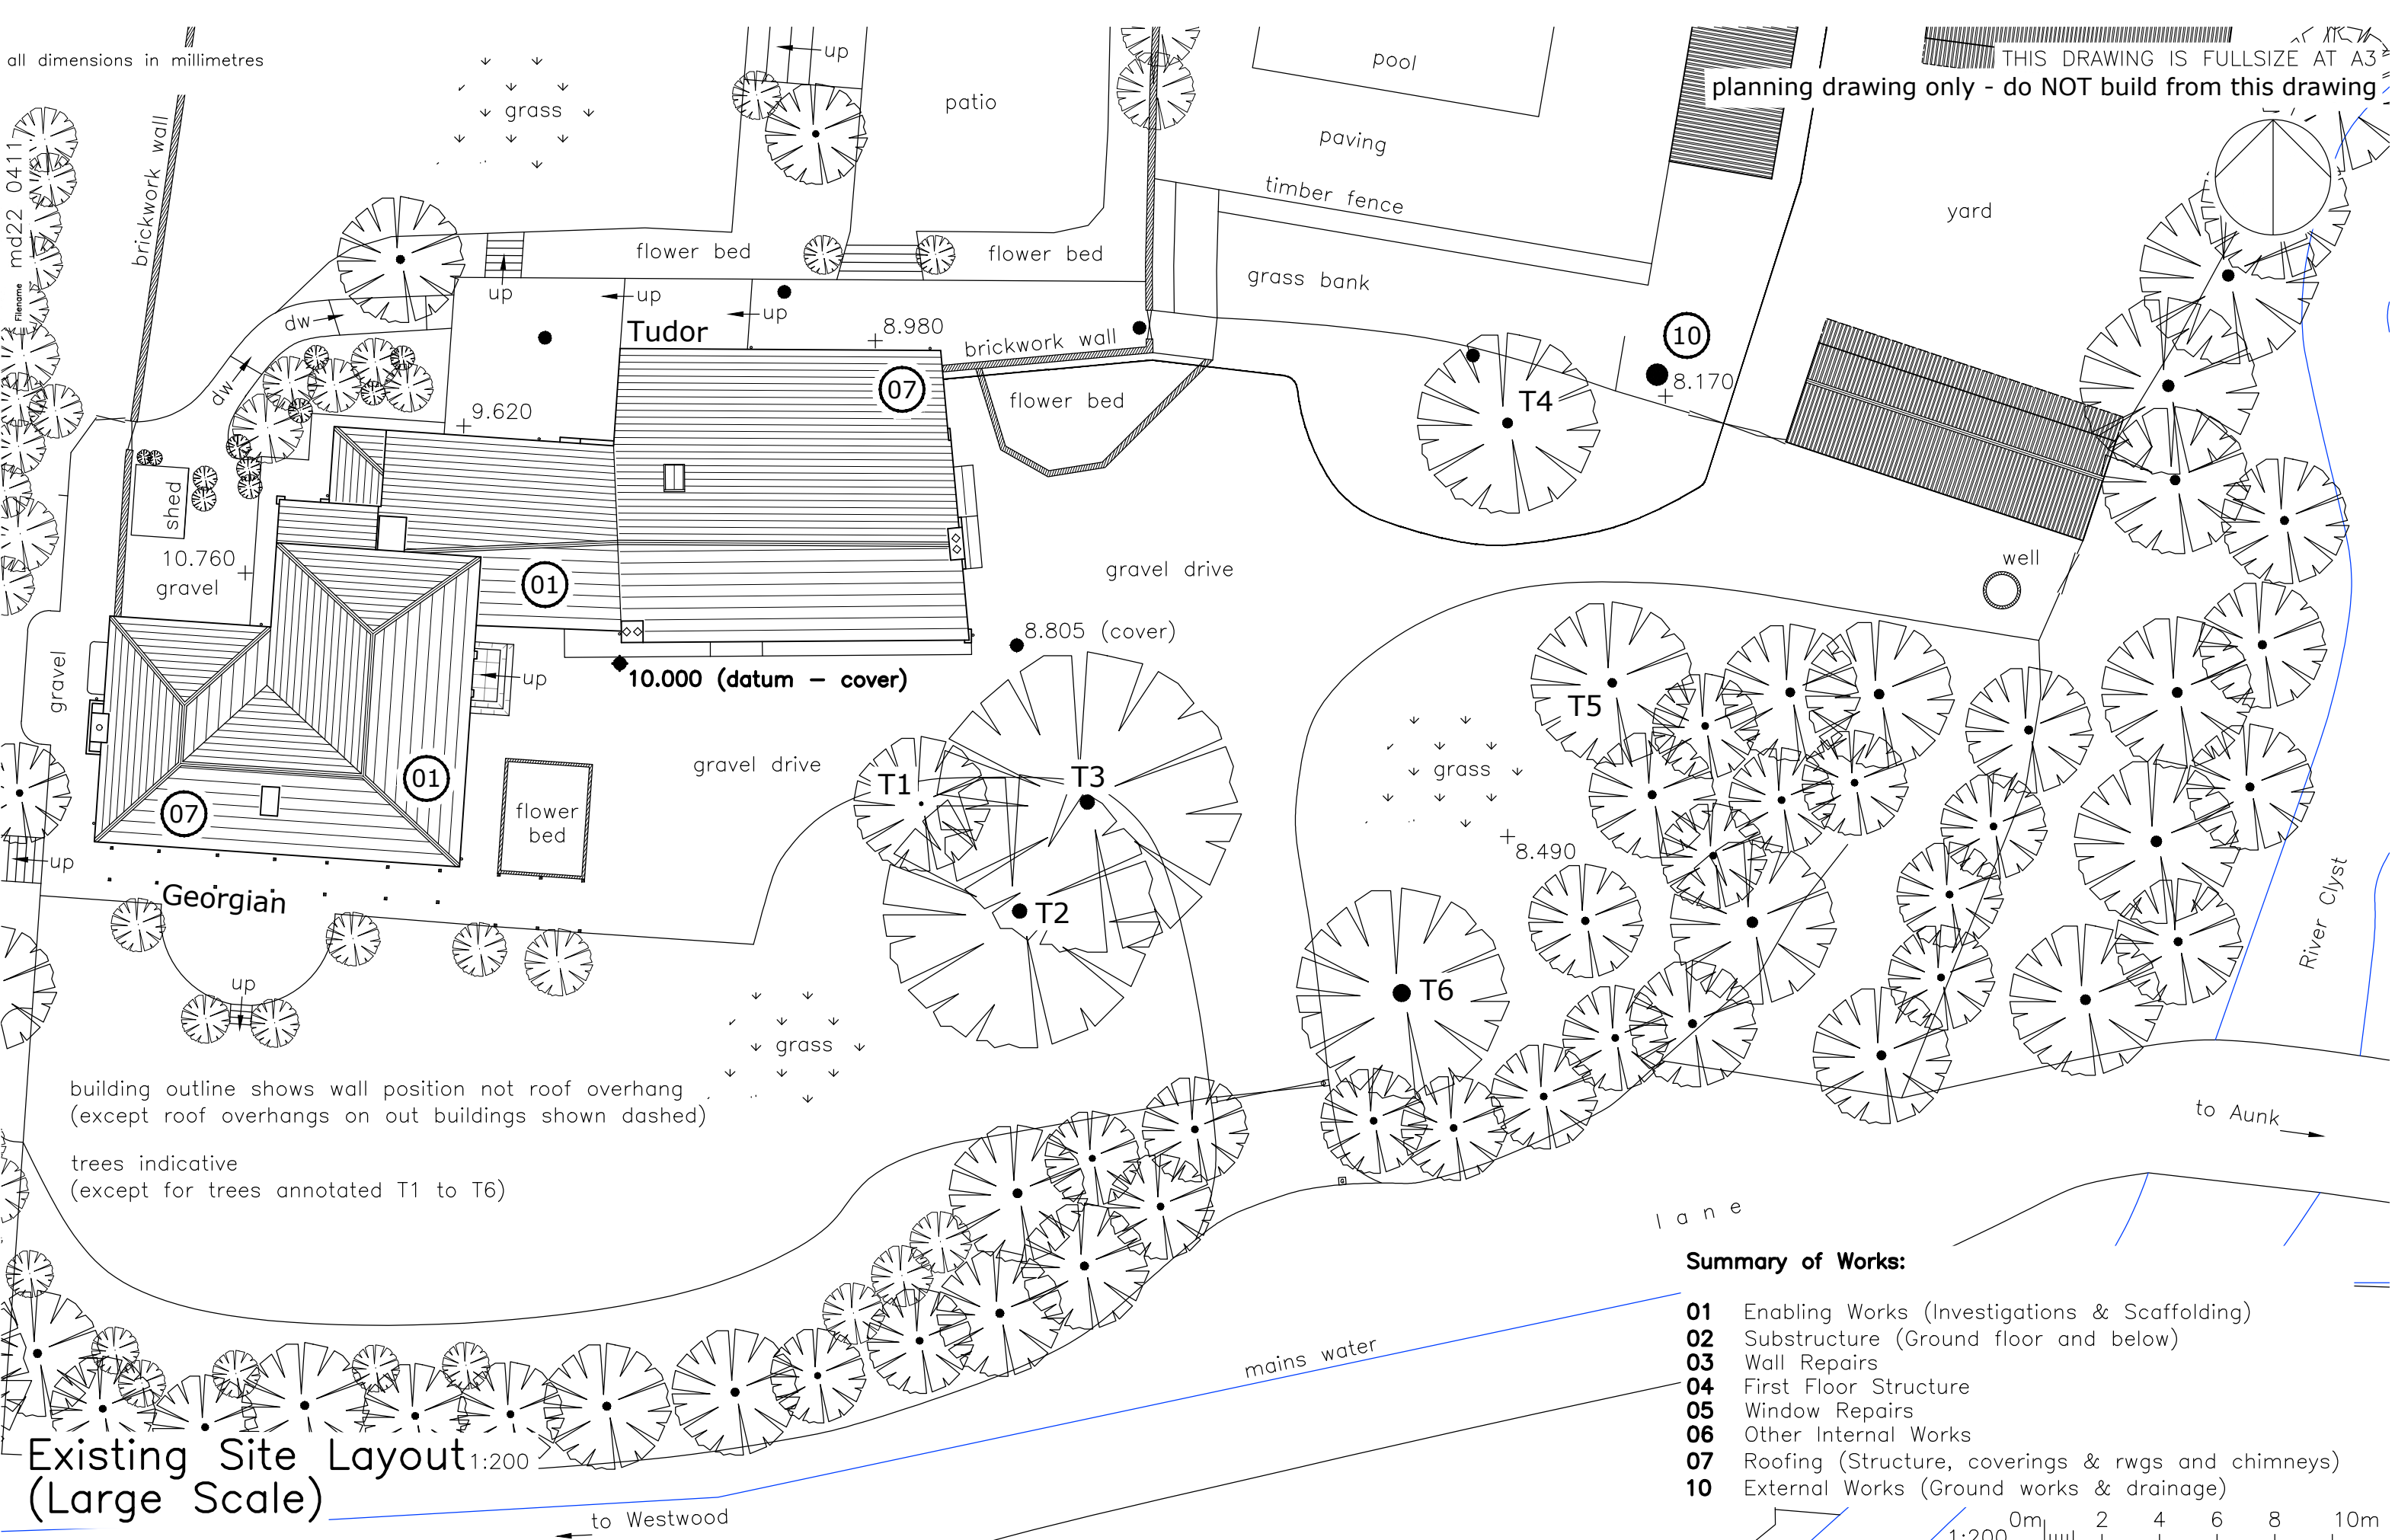 all dimensions in millimetres
THIS DRAWING IS FULLSIZE AT A3
planning drawing only - do NOT build from this drawing
Filename md22 0411
brickwork wall
grass
up
patio
pool
paving
timber fence
yard
flower bed
flower bed
grass bank
up
up
up
dw
dw
Tudor
8.980
brickwork wall
10
8.170
07
T4
flower bed
9.620
shed
10.760
gravel
01
gravel drive
well
8.805 (cover)
10.000 (datum - cover)
up
gravel
T5
gravel drive
T1
T3
grass
01
07
flower
bed
8.490
up
Georgian
T2
River Clyst
T6
up
grass
building outline shows wall position not roof overhang
(except roof overhangs on out buildings shown dashed)
trees indicative
(except for trees annotated T1 to T6)
to Aunk
lane
mains water
Summary of Works:
01 Enabling Works (Investigations & Scaffolding)
02 Substructure (Ground floor and below)
03 Wall Repairs
04 First Floor Structure
05 Window Repairs
06 Other Internal Works
07 Roofing (Structure, coverings & rwgs and chimneys)
10 External Works (Ground works & drainage)
Existing Site Layout 1:200
(Large Scale)
to Westwood
0m 2 4 6 8 10m
1:200